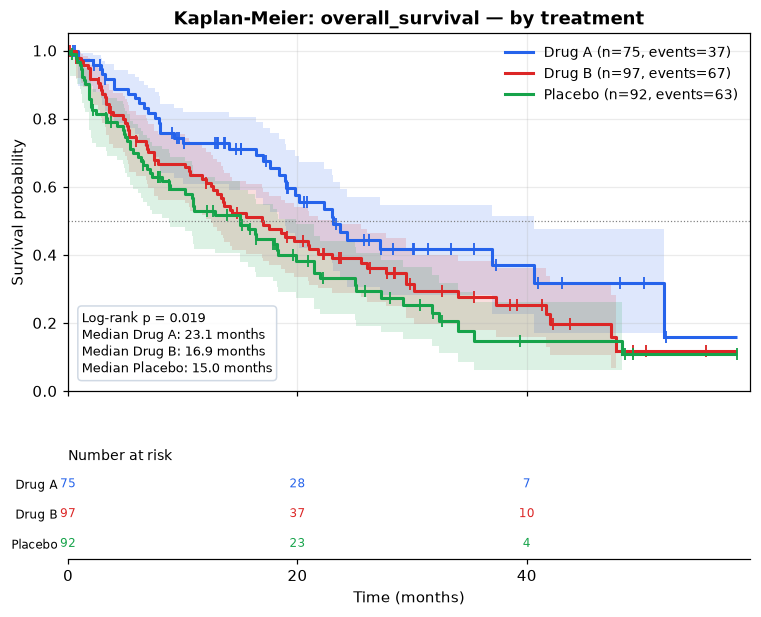 Kaplan-Meier: overall_survival — by treatment
Survival probability
1.0
0.8
0.6
0.4
0.2
0.0
Drug A (n=75, events=37)
Drug B (n=97, events=67)
Placebo (n=92, events=63)
Log-rank p = 0.019
Median Drug A: 23.1 months
Median Drug B: 16.9 months
Median Placebo: 15.0 months
Number at risk
Drug A 75 28 7
Drug B 97 37 10
Placebo 92 23 4
0 20 40
Time (months)